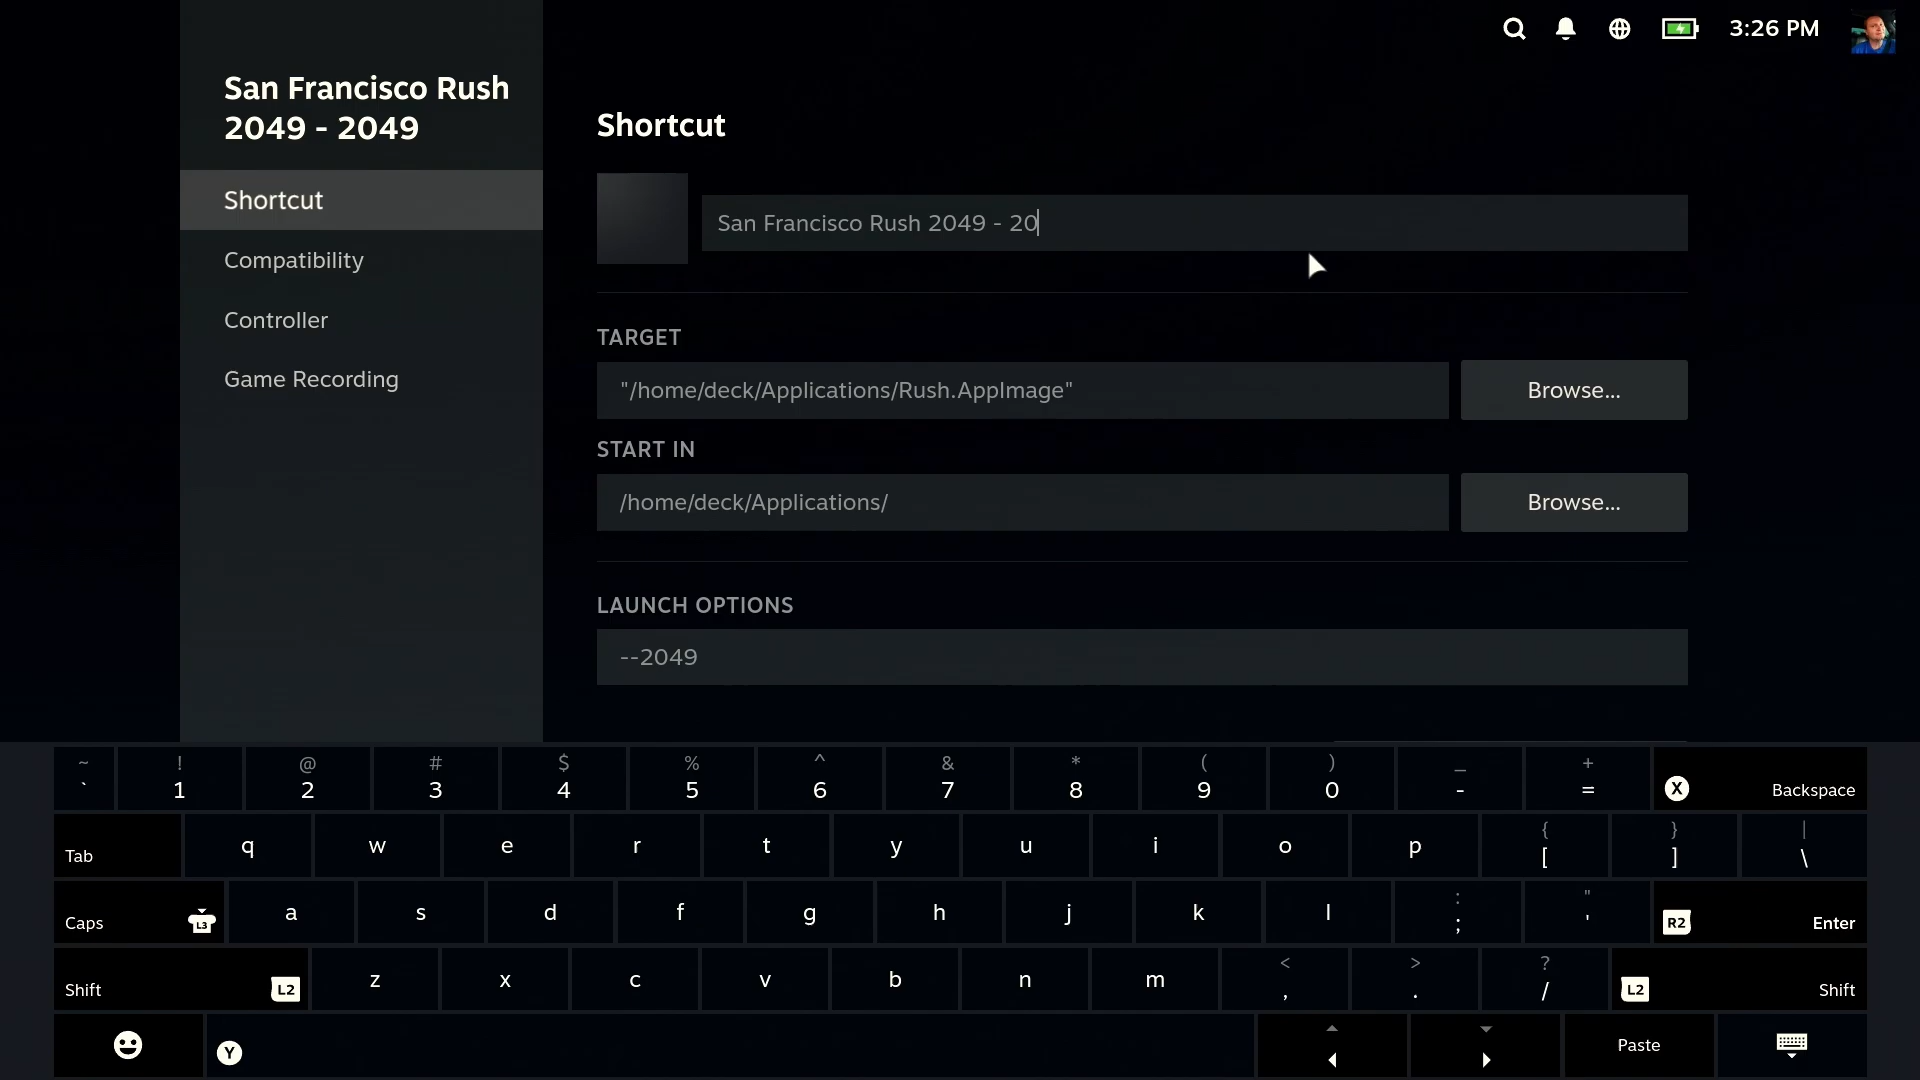 3:26 PM
San Francisco Rush
2049 - 2049
Shortcut
Compatibility
Controller
Game Recording
Shortcut
San Francisco Rush 2049 - 20
TARGET
"/home/deck/Applications/Rush.AppImage"
Browse...
START IN
/home/deck/Applications/
Browse...
LAUNCH OPTIONS
--2049
~ ! @ # $ % ^ & * ( ) _ +
` 1 2 3 4 5 6 7 8 9 0 - = X Backspace
{ } |
Tab q w e r t y u i o p [ ] \
: "
Caps L3 a s d f g h j k l ; ' R2 Enter
< > ?
Shift L2 z x c v b n m , . / L2 Shift
Y Paste